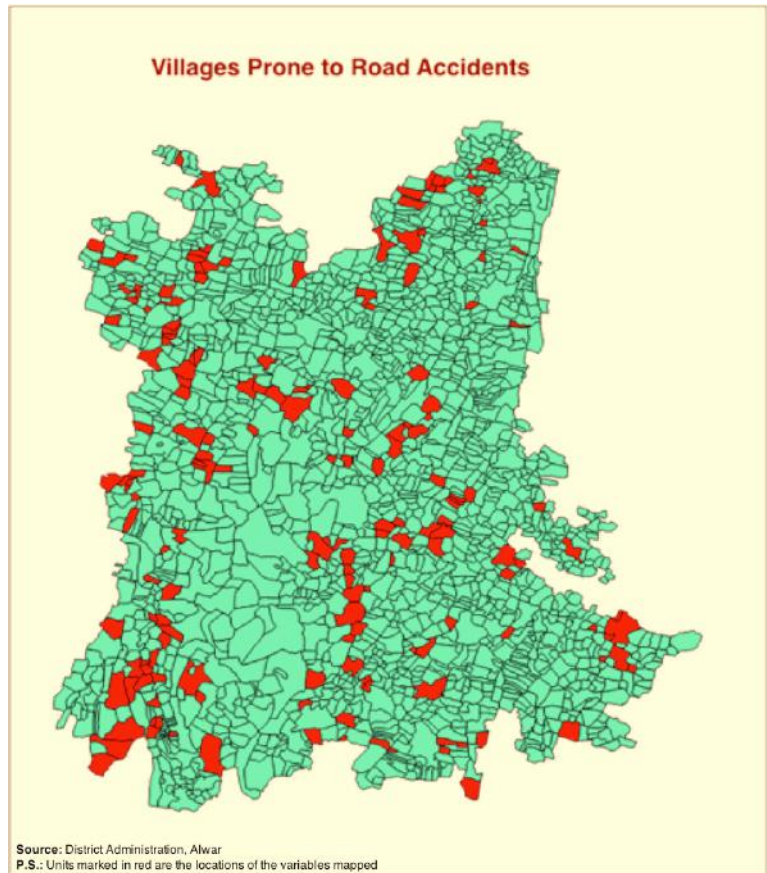 Villages Prone to Road Accidents
Source: District Administration, Alwar
P.S.: Units marked in red are the locations of the variables mapped